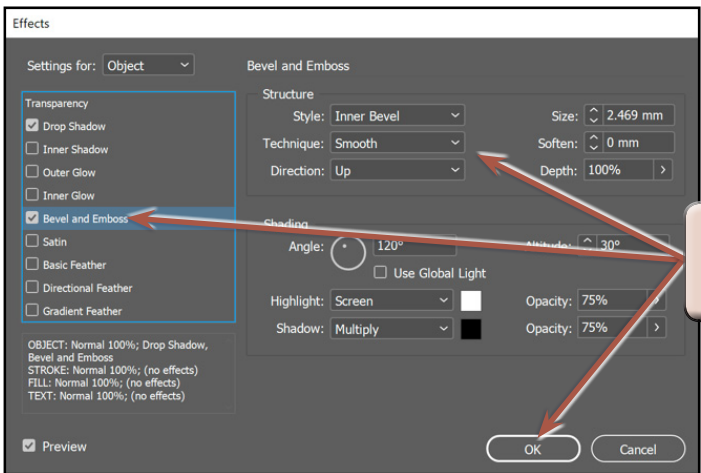 Effects
Settings for: Object
Bevel and Emboss
Transparency
Drop Shadow
Inner Shadow
Outer Glow
Inner Glow
Bevel and Emboss
Satin
Basic Feather
Directional Feather
Gradient Feather
OBJECT: Normal 100%; Drop Shadow,
Bevel and Emboss
STROKE: Normal 100%; (no effects)
FILL: Normal 100%; (no effects)
TEXT: Normal 100%; (no effects)
Structure
Style: Inner Bevel Size: 2.469 mm
Technique: Smooth Soften: 0 mm
Direction: Up Depth: 100%
Shading
Angle: 120° Altitude: 30°
Use Global Light
Highlight: Screen Opacity: 75%
Shadow: Multiply Opacity: 75%
Preview
OK Cancel